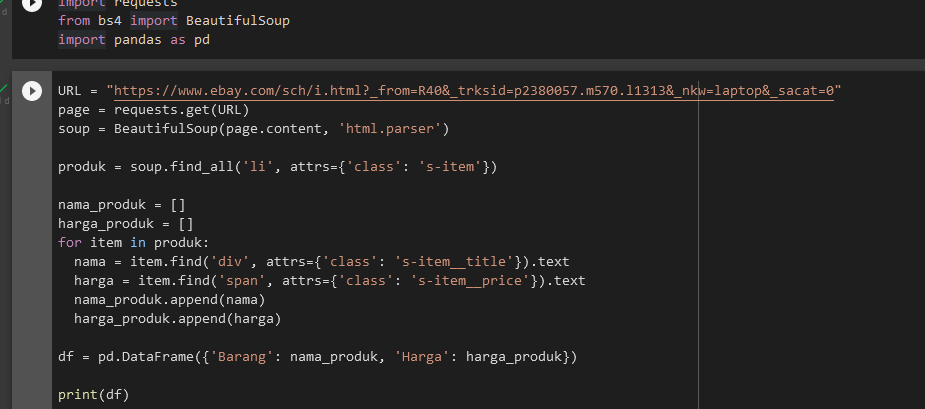 import requests
from bs4 import BeautifulSoup
import pandas as pd
URL = "https://www.ebay.com/sch/i.html?_from=R40&_trksid=p2380057.m570.l1313&_nkw=laptop&_sacat=0"
page = requests.get(URL)
soup = BeautifulSoup(page.content, 'html.parser')
produk = soup.find_all('li', attrs={'class': 's-item'})
nama_produk = []
harga_produk = []
for item in produk:
  nama = item.find('div', attrs={'class': 's-item__title'}).text
  harga = item.find('span', attrs={'class': 's-item__price'}).text
  nama_produk.append(nama)
  harga_produk.append(harga)
df = pd.DataFrame({'Barang': nama_produk, 'Harga': harga_produk})
print(df)